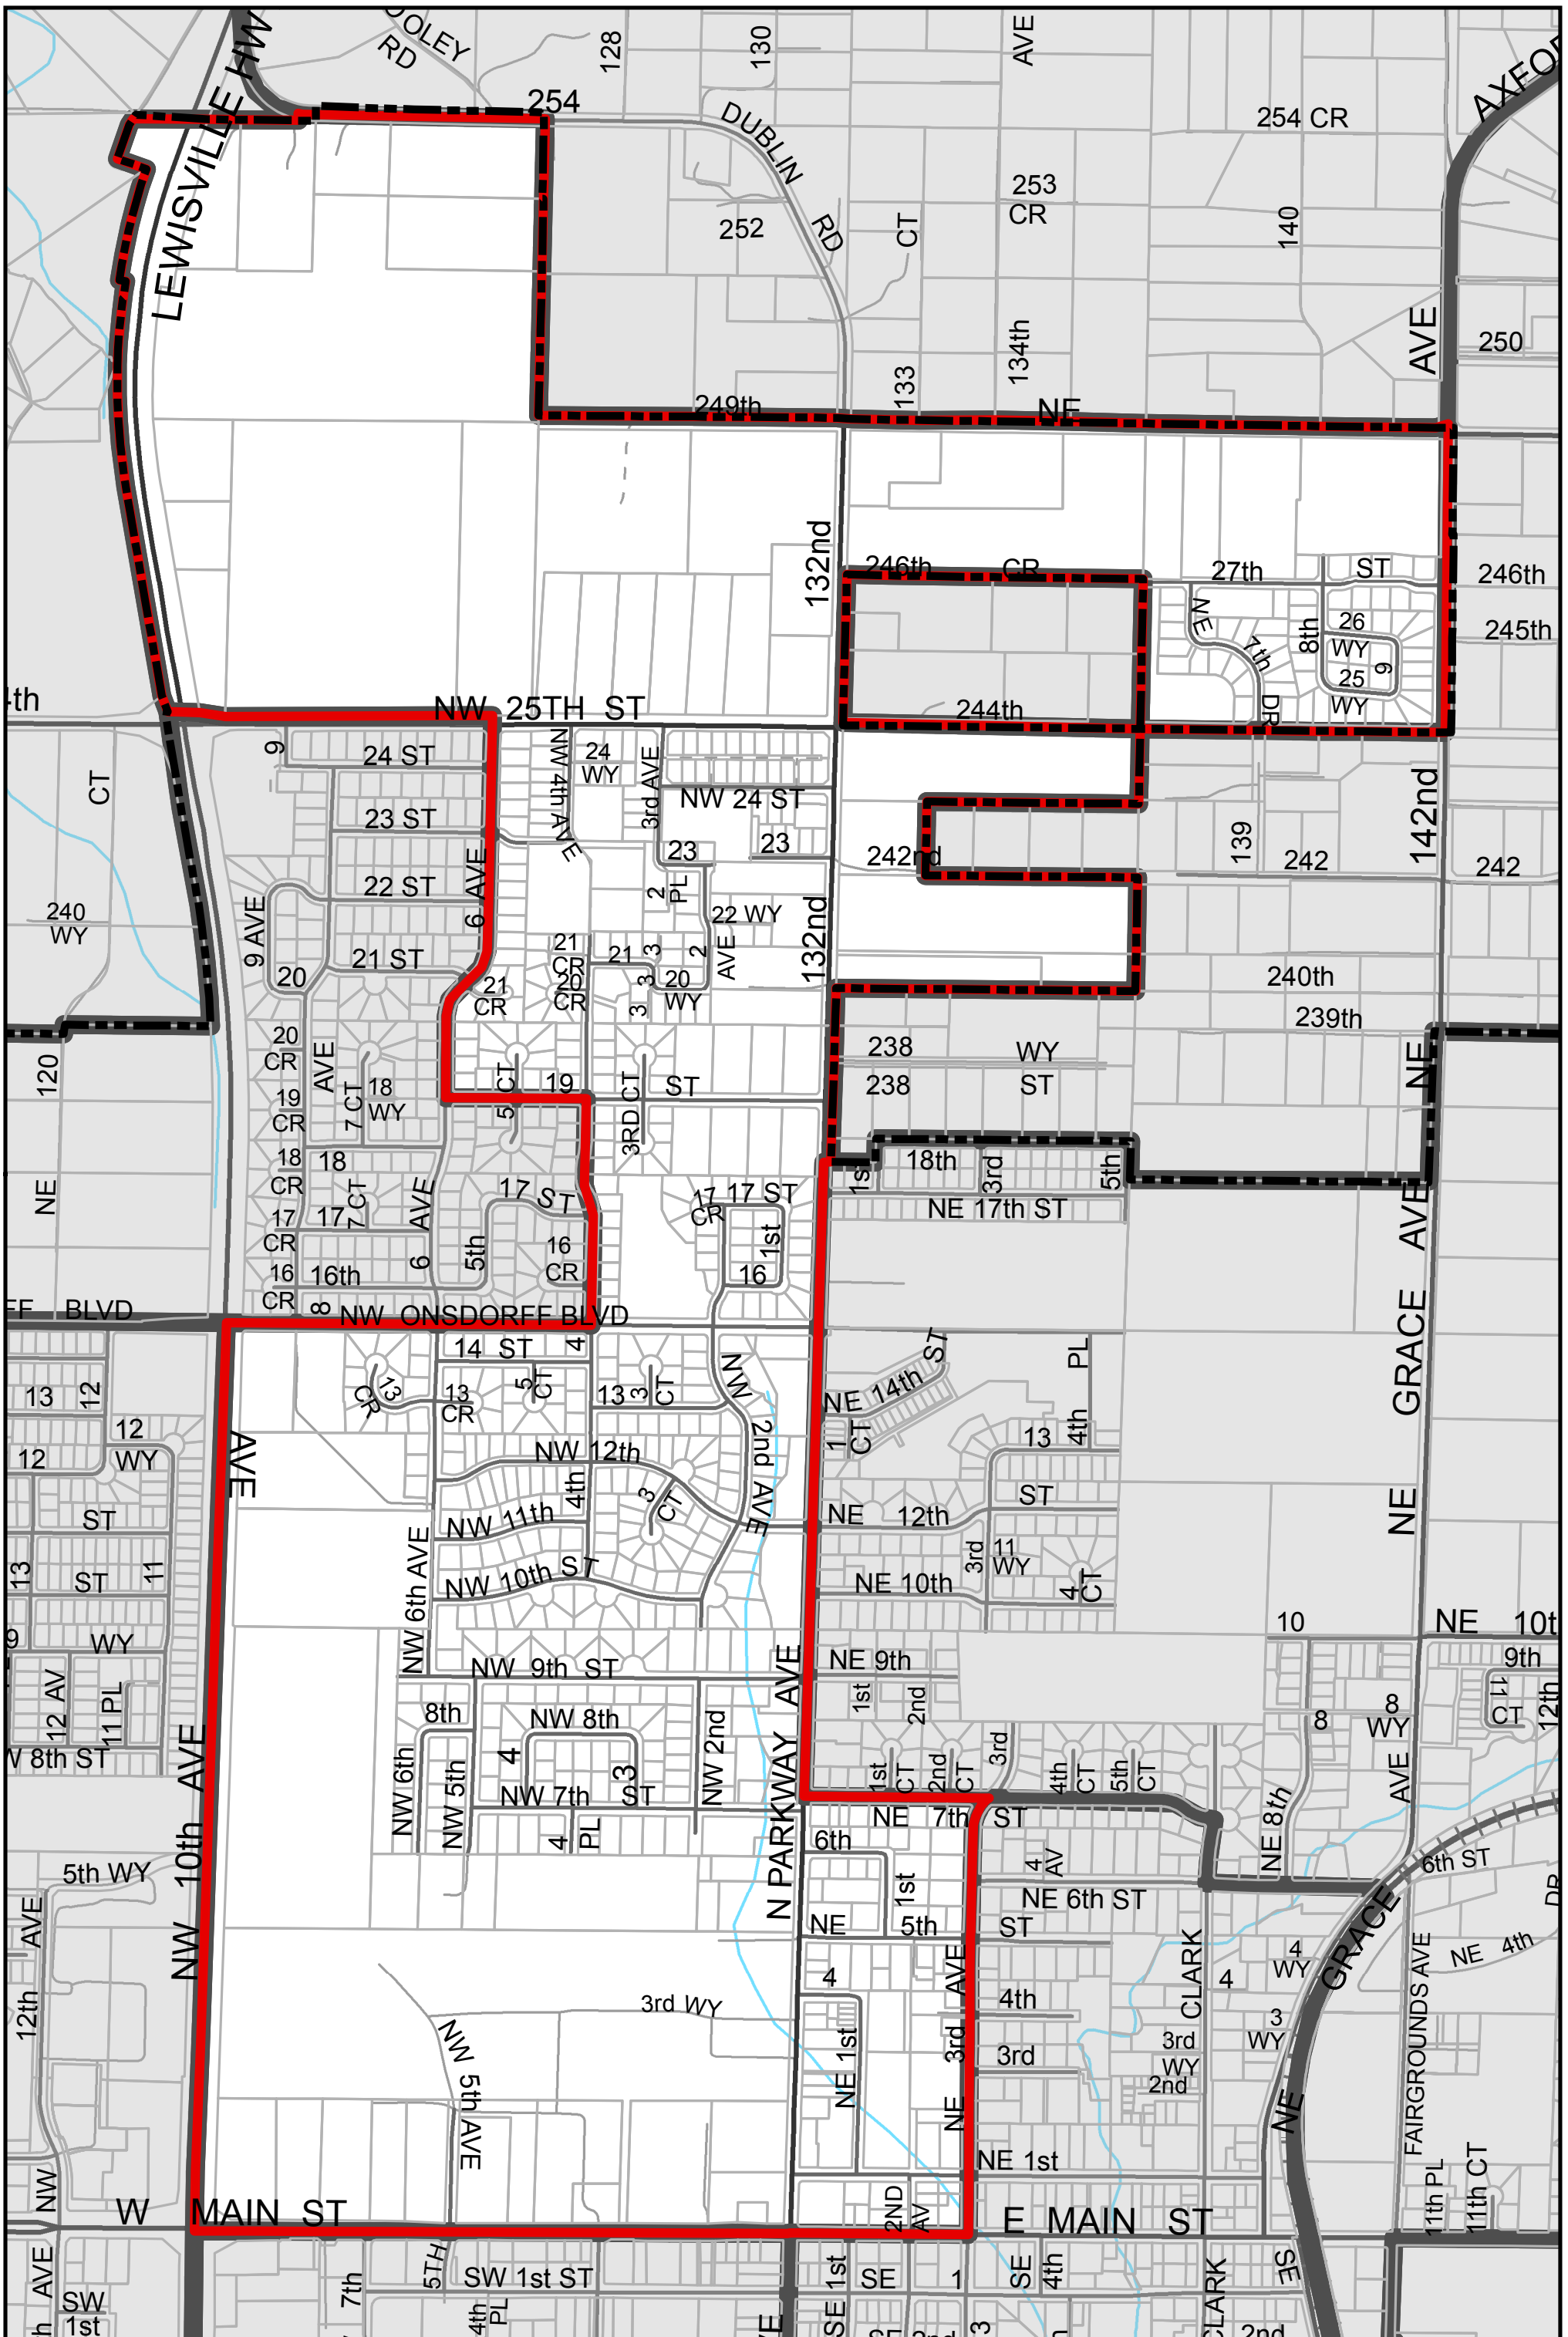 OOLEY
RD
128
130
AVE
LEWISVILLE HW
254
DUBLIN
RD
254 CR
AXFOR
253
CR
252
CT
140
133
134th
AVE
250
249th
NE
132nd
246th CR
27th ST
246th
NE
7th
DR
8th
26
WY
9
25
WY
245th
4th
NW 25TH ST
244th
9
24 ST
NW 4th AVE
24
WY
3rd AVE
NW 24 ST
CT
23 ST
23
23
242nd
139
242
142nd
242
6 AVE
22 ST
2
PL
22 WY
240
WY
9 AVE
21 ST
20
21
CR
21
CR
20
CR
21
3
3
3
2
AVE
20
WY
132nd
240th
239th
120
20
CR
AVE
7 CT
18
WY
19
CR
5 CT
19 ST
3RD CT
238 WY
238 ST
NE
18
CR
18
1st
18th
3rd
5th
NE
17
CR
17
7 CT
AVE
17 ST
17
CR
17 ST
1st
NE 17th ST
AVE
16
CR
16th
6
5th
16
CR
16
8
FF BLVD
NW ONSDORFF BLVD
GRACE
14 ST
4
13
12
13
CR
13
CR
5
CT
13
3
CT
NW 2nd AVE
NE 14th ST
PL
1
CT
4th
13
12
WY
12
AVE
NW 12th
4th
3
CT
NW 11th
NW 10th ST
NE 12th
ST
NE
ST
13
ST
11
NW 6th AVE
3rd
11
WY
NE 10th
4
CT
9
WY
10
NE 10t
NW 9th ST
NE 9th
9th
12 AV
11 PL
8th
NW 8th
1st
2nd
8
8
WY
11
CT
12th
W 8th ST
NW 6th
NW 5th
4
3
NW 2nd
NW 7th ST
4
PL
N PARKWAY AVE
1st
CT
2nd
CT
3rd
4th
CT
5th
CT
NE 8th
AVE
NW 10th AVE
NE 7th ST
6th
5th WY
1st
4
AV
NE 6th ST
6th ST
DR
12th AVE
NE 5th
ST
CLARK
4
WY
4
NE GRACE
NE 4th
FAIRGROUNDS AVE
4
3rd WY
NW 5th AVE
NE 1st
NE 3rd AVE
4th
3rd
3rd
WY
2nd
3
WY
NW
NE 1st
11th PL
11th CT
W MAIN ST
2ND
AV
E MAIN ST
AVE
SW
1st
7th
5TH
SW 1st ST
4th
PL
SE 1st
SE 1
SE
4th
CLARK
SE
2nd
3
2nd